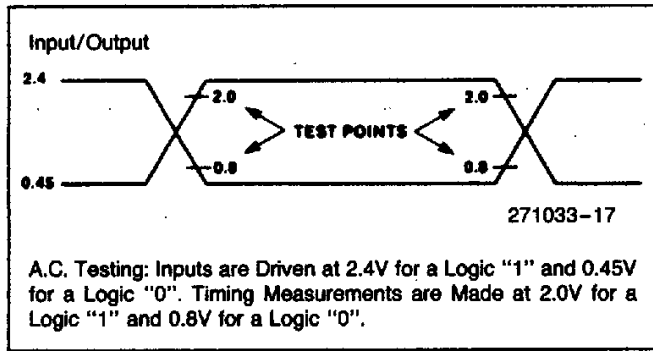 Input/Output
2.4
2.0
2.0
TEST POINTS
0.8
0.8
0.45
271033-17
A.C. Testing: Inputs are Driven at 2.4V for a Logic "1" and 0.45V
for a Logic "0". Timing Measurements are Made at 2.0V for a
Logic "1" and 0.8V for a Logic "0".